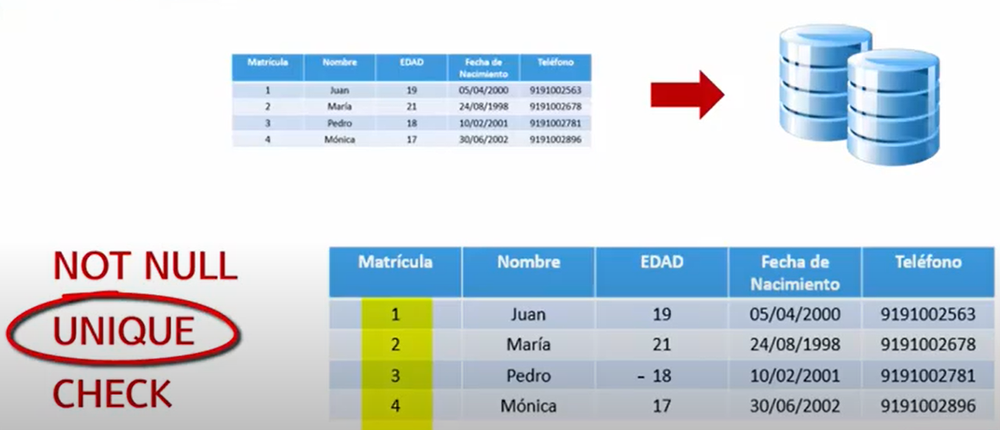 Matrícula Nombre EDAD Fecha de Nacimiento Teléfono
1 Juan 19 05/04/2000 9191002563
2 María 21 24/08/1998 9191002678
3 Pedro 18 10/02/2001 9191002781
4 Mónica 17 30/06/2002 9191002896
NOT NULL
UNIQUE
CHECK
Matrícula Nombre EDAD Fecha de Nacimiento Teléfono
1 Juan 19 05/04/2000 9191002563
2 María 21 24/08/1998 9191002678
3 Pedro - 18 10/02/2001 9191002781
4 Mónica 17 30/06/2002 9191002896